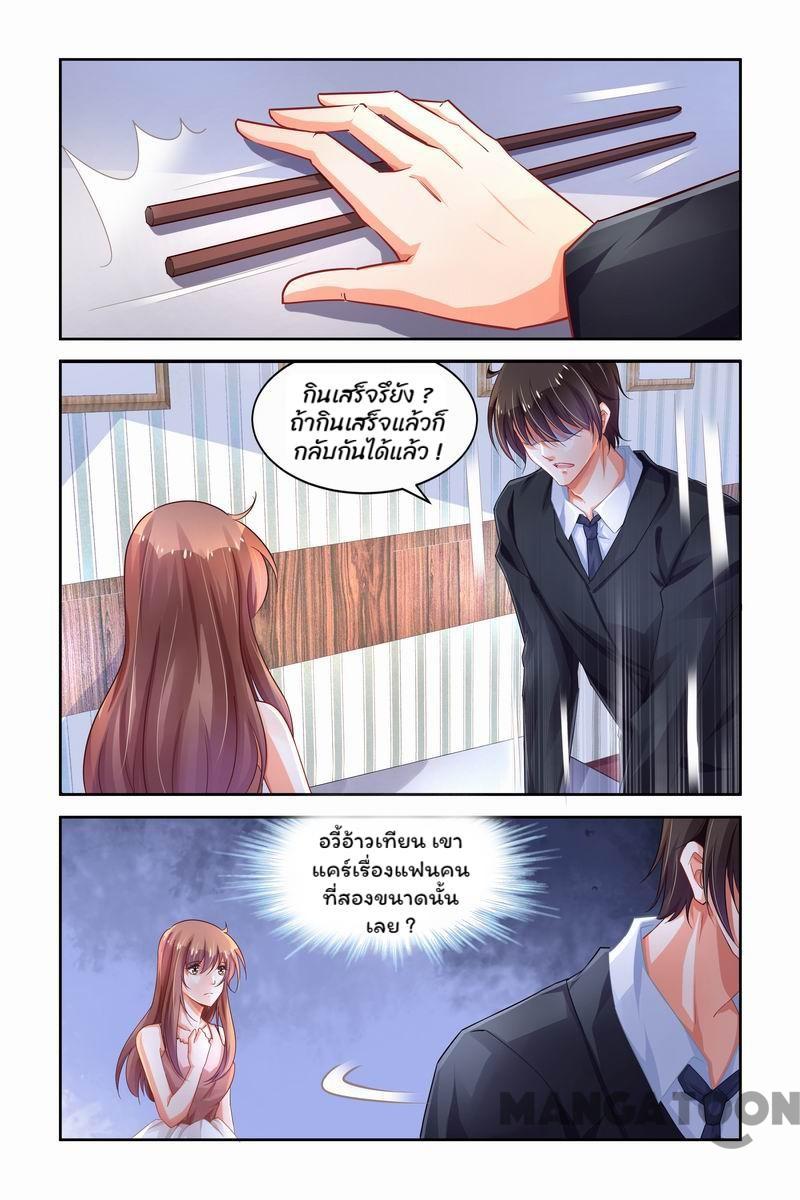 กินเสร็จรึยัง ?
ถ้ากินเสร็จแล้วก็
กลับกันได้แล้ว !
อวี้อ้าวเทียน เขา
แคร์เรื่องแฟนคน
ที่สองขนาดนั้น
เลย ?
MANGATOON